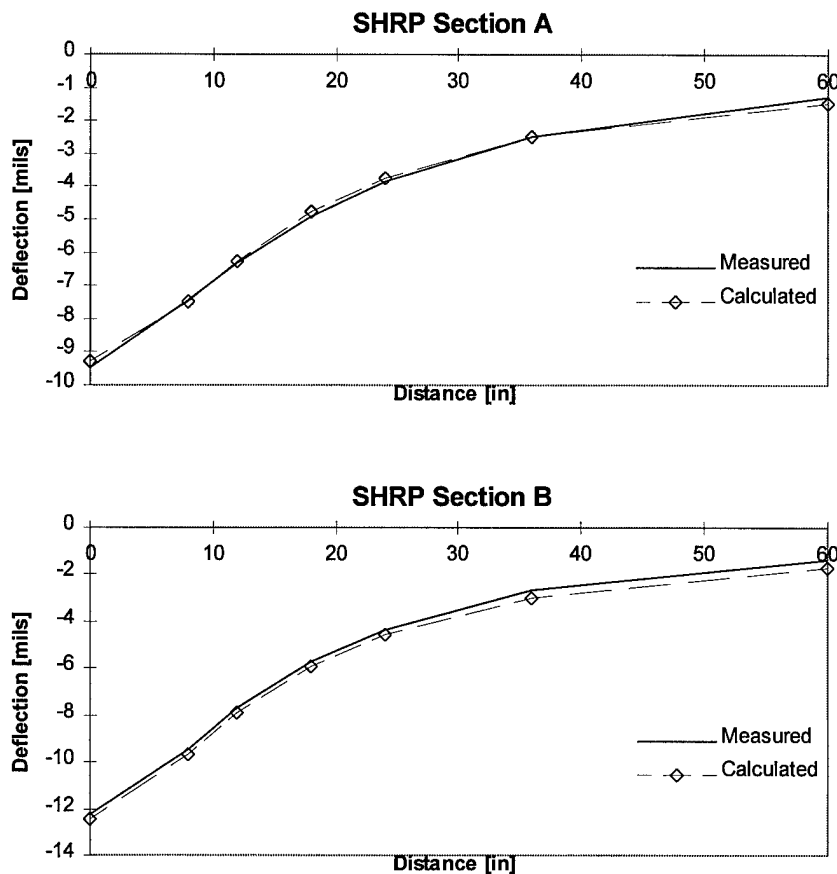 SHRP Section A
0
-1
-2
-3
-4
-5
-6
-7
-8
-9
-10
0 10 20 30 40 50 60
Deflection [mils]
Measured
Calculated
Distance [in]
SHRP Section B
0
-2
-4
-6
-8
-10
-12
-14
0 10 20 30 40 50 60
Deflection [mils]
Measured
Calculated
Distance [in]